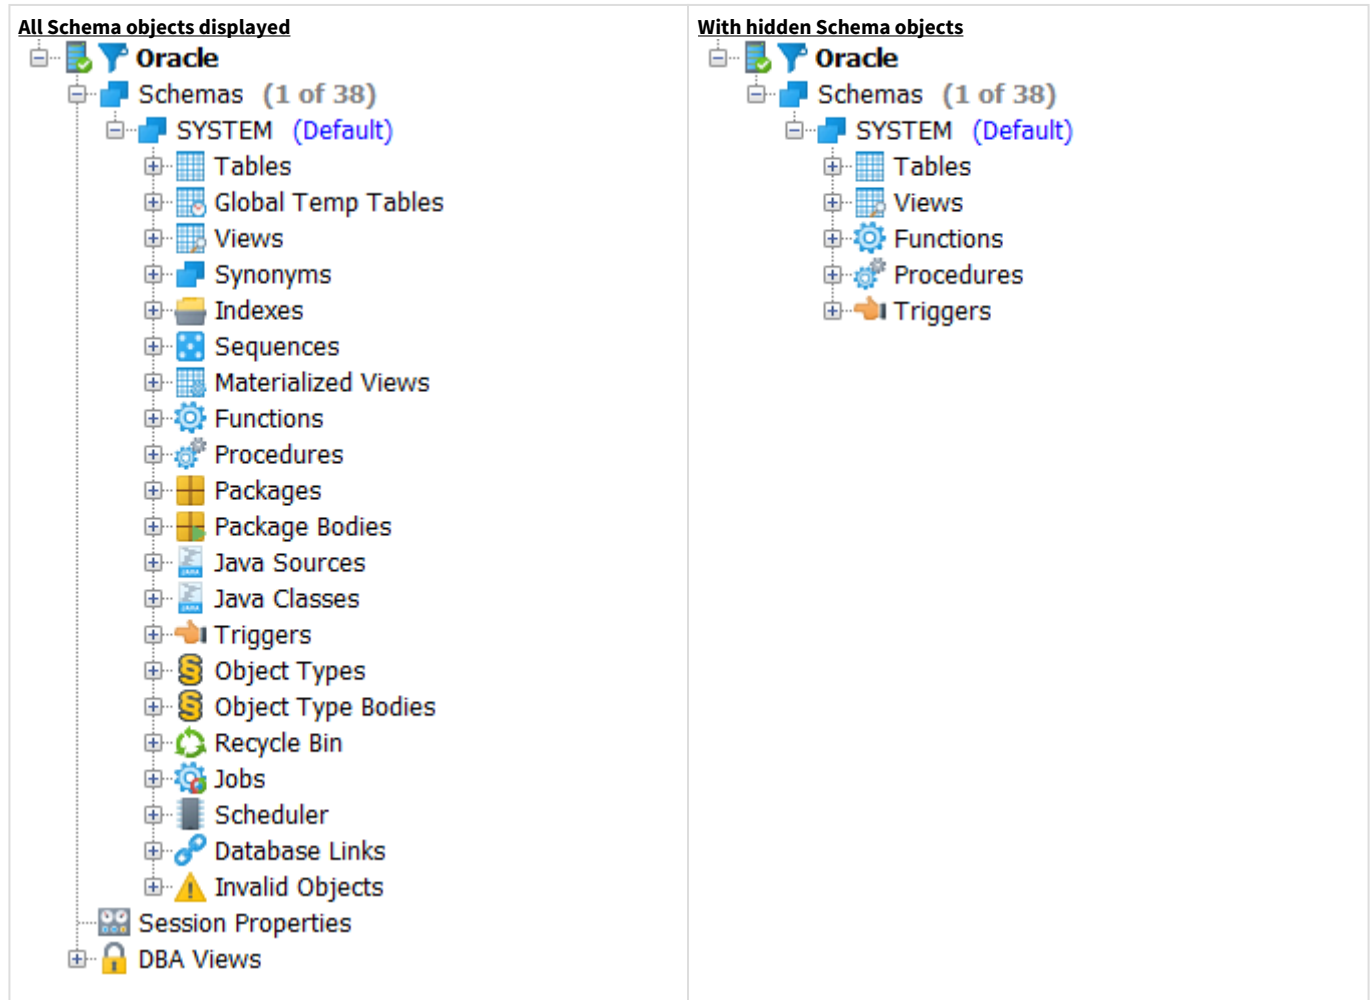 All Schema objects displayed
Oracle
Schemas (1 of 38)
SYSTEM (Default)
Tables
Global Temp Tables
Views
Synonyms
Indexes
Sequences
Materialized Views
Functions
Procedures
Packages
Package Bodies
Java Sources
Java Classes
Triggers
Object Types
Object Type Bodies
Recycle Bin
Jobs
Scheduler
Database Links
Invalid Objects
Session Properties
DBA Views
With hidden Schema objects
Oracle
Schemas (1 of 38)
SYSTEM (Default)
Tables
Views
Functions
Procedures
Triggers